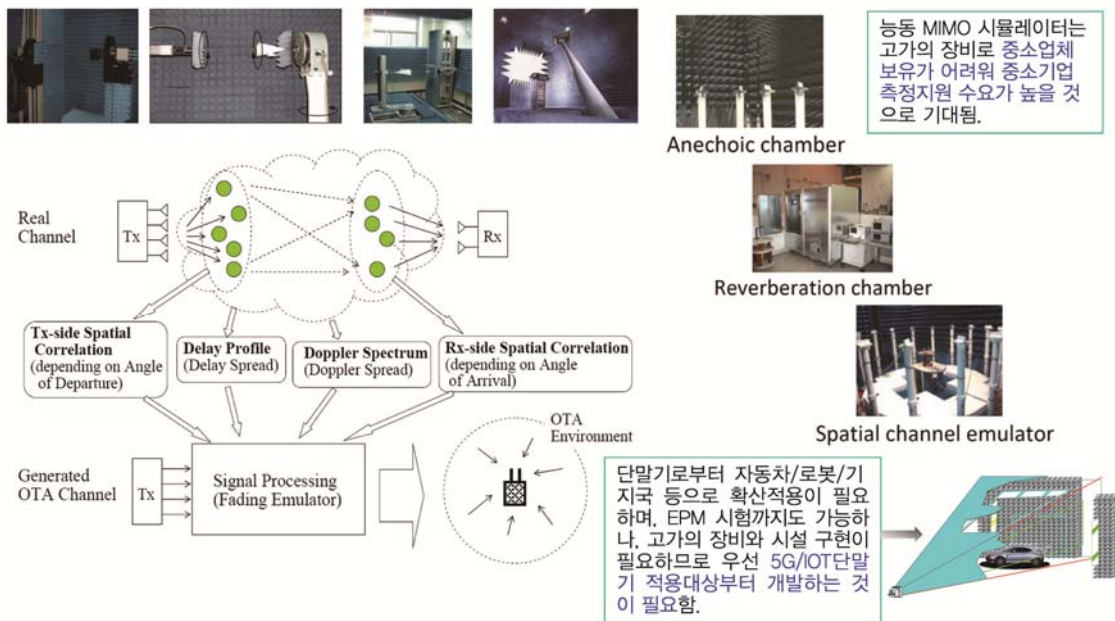 능동 MIMO 시뮬레이터는
고가의 장비로 중소업체
보유가 어려워 중소기업
측정지원 수요가 높을 것
으로 기대됨.
Anechoic chamber
Real
Channel
Tx
Rx
Reverberation chamber
Tx-side Spatial
Correlation
(depending on Angle
of Departure)
Delay Profile
(Delay Spread)
Doppler Spectrum
(Doppler Spread)
Rx-side Spatial Correlation
(depending on Angle
of Arrival)
Spatial channel emulator
OTA
Environment
Generated
OTA Channel
Tx
Signal Processing
(Fading Emulator)
단말기로부터 자동차/로봇/기
지국 등으로 확산적용이 필요
하며, EPM 시험까지도 가능하
나, 고가의 장비와 시설 구현이
필요하므로 우선 5G/IOT단말
기 적용대상부터 개발하는 것
이 필요함.